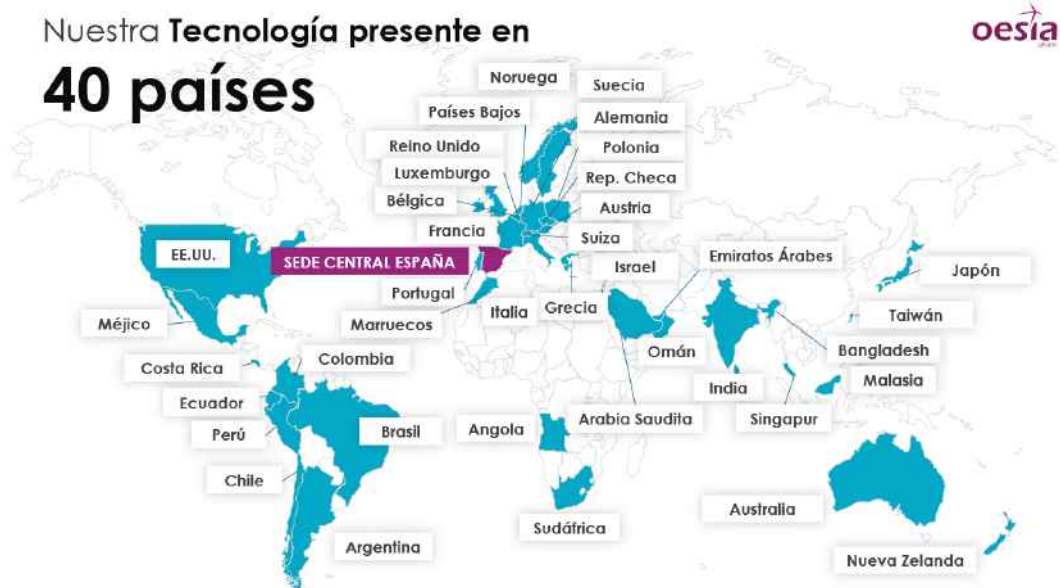 Nuestra Tecnología presente en
40 países
oesía
Noruega
Suecia
Países Bajos
Alemania
Reino Unido
Polonia
Luxemburgo
Rep. Checa
Bélgica
Austria
Francia
Suiza
EE.UU.
SEDE CENTRAL ESPAÑA
Israel
Emiratos Árabes
Japón
Portugal
Italia
Grecia
Marruecos
Taiwán
Méjico
Omán
Bangladesh
Costa Rica
Colombia
India
Malasia
Ecuador
Arabia Saudita
Singapur
Perú
Brasil
Angola
Chile
Australia
Sudáfrica
Argentina
Nueva Zelanda